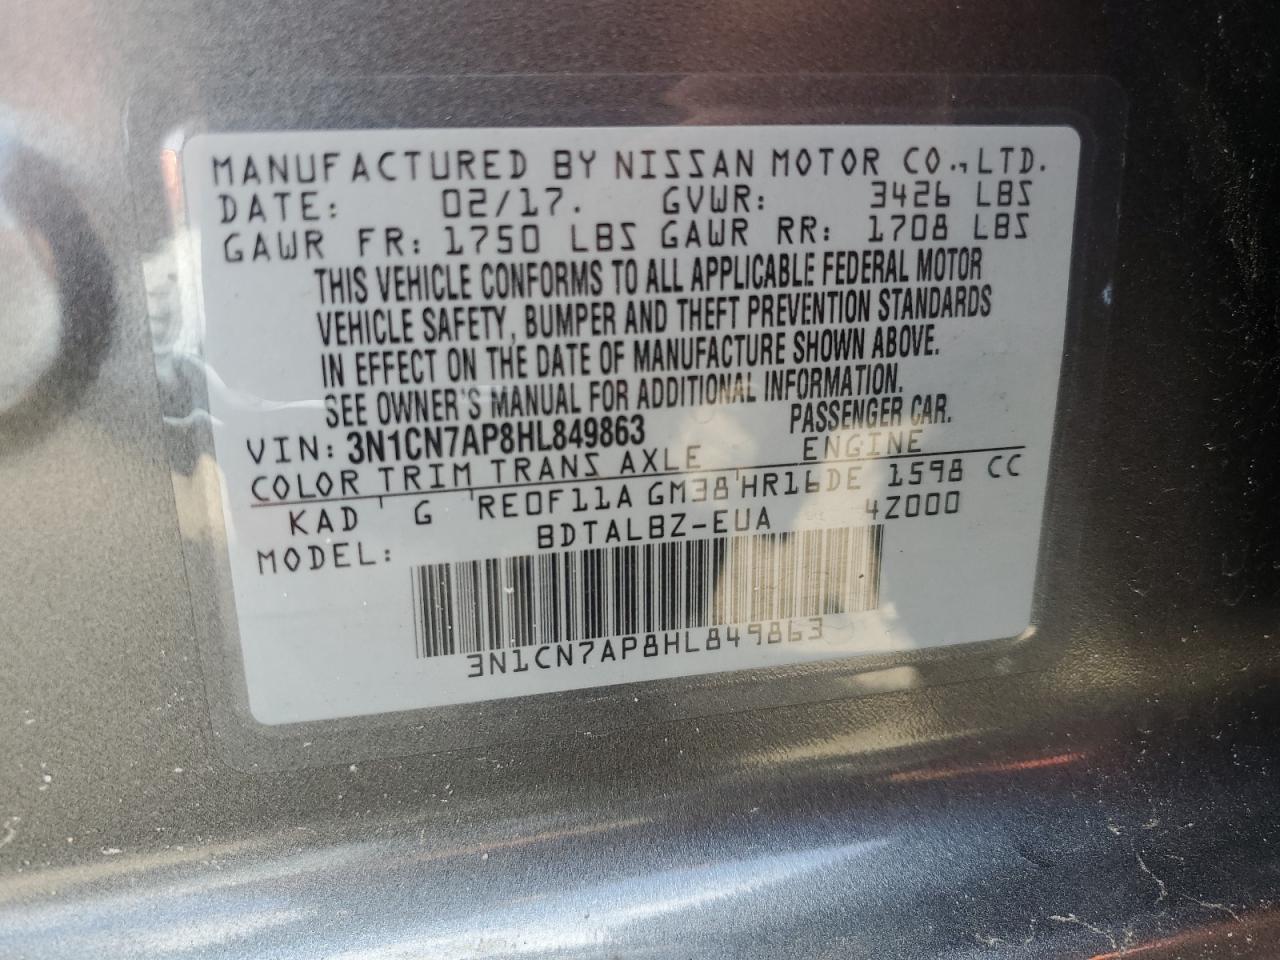 MANUFACTURED BY NISSAN MOTOR CO., LTD.
DATE: 02/17. GVWR: 3426 LBS
GAWR FR: 1750 LBS GAWR RR: 1708 LBS
THIS VEHICLE CONFORMS TO ALL APPLICABLE FEDERAL MOTOR
VEHICLE SAFETY, BUMPER AND THEFT PREVENTION STANDARDS
IN EFFECT ON THE DATE OF MANUFACTURE SHOWN ABOVE.
SEE OWNER'S MANUAL FOR ADDITIONAL INFORMATION.
VIN: 3N1CN7AP8HL849863 PASSENGER CAR.
COLOR TRIM TRANS AXLE ENGINE
KAD G RE0F11A GM38 HR16DE 1598 CC
MODEL: BDTALBZ-EUA 4Z000
3N1CN7AP8HL849863